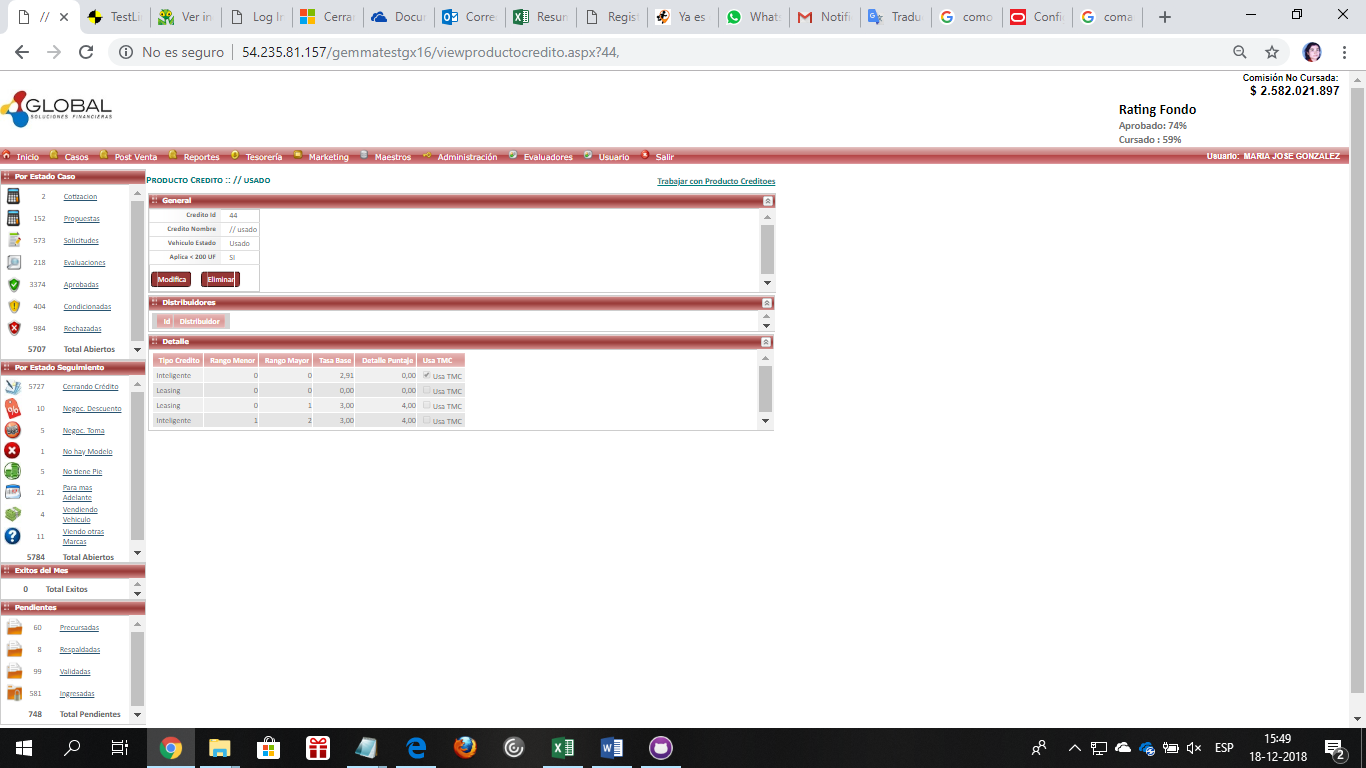 // TestLi Ver in Log In Cerrar Docur Corre Resun Regist Ya es Whats Notifi Tradu como Confi coma
No es seguro 54.235.81.157/gemmatestgx16/viewproductocredito.aspx?44,
Comisión No Cursada:
$ 2.582.021.897
GLOBAL
SOLUCIONES FINANCIERAS
Rating Fondo
Aprobado: 74%
Cursado : 59%
Inicio Casos Post Venta Reportes Tesorería Marketing Maestros Administración Evaluadores Usuario Salir Usuario: MARIA JOSE GONZALEZ
Por Estado Caso
2 Cotizacion
152 Propuestas
573 Solicitudes
218 Evaluaciones
3374 Aprobadas
404 Condicionadas
984 Rechazadas
5707 Total Abiertos
Por Estado Seguimiento
5727 Cerrando Crédito
10 Negoc. Descuento
5 Negoc. Toma
1 No hay Modelo
5 No tiene Pie
21 Para mas
Adelante
4 Vendiendo
Vehiculo
11 Viendo otras
Marcas
5784 Total Abiertos
Exitos del Mes
0 Total Exitos
Pendientes
60 Precursadas
8 Respaldadas
99 Validadas
581 Ingresadas
748 Total Pendientes
PRODUCTO CREDITO :: // USADO Trabajar con Producto Creditoes
General
Credito Id 44
Credito Nombre // usado
Vehiculo Estado Usado
Aplica < 200 UF SI
Modifica Eliminar
Distribuidores
Id Distribuidor
Detalle
Tipo Credito Rango Menor Rango Mayor Tasa Base Detalle Puntaje Usa TMC
Inteligente 0 0 2,91 0,00 Usa TMC
Leasing 0 0 0,00 0,00 Usa TMC
Leasing 0 1 3,00 4,00 Usa TMC
Inteligente 1 2 3,00 4,00 Usa TMC
ESP 15:49
18-12-2018 2